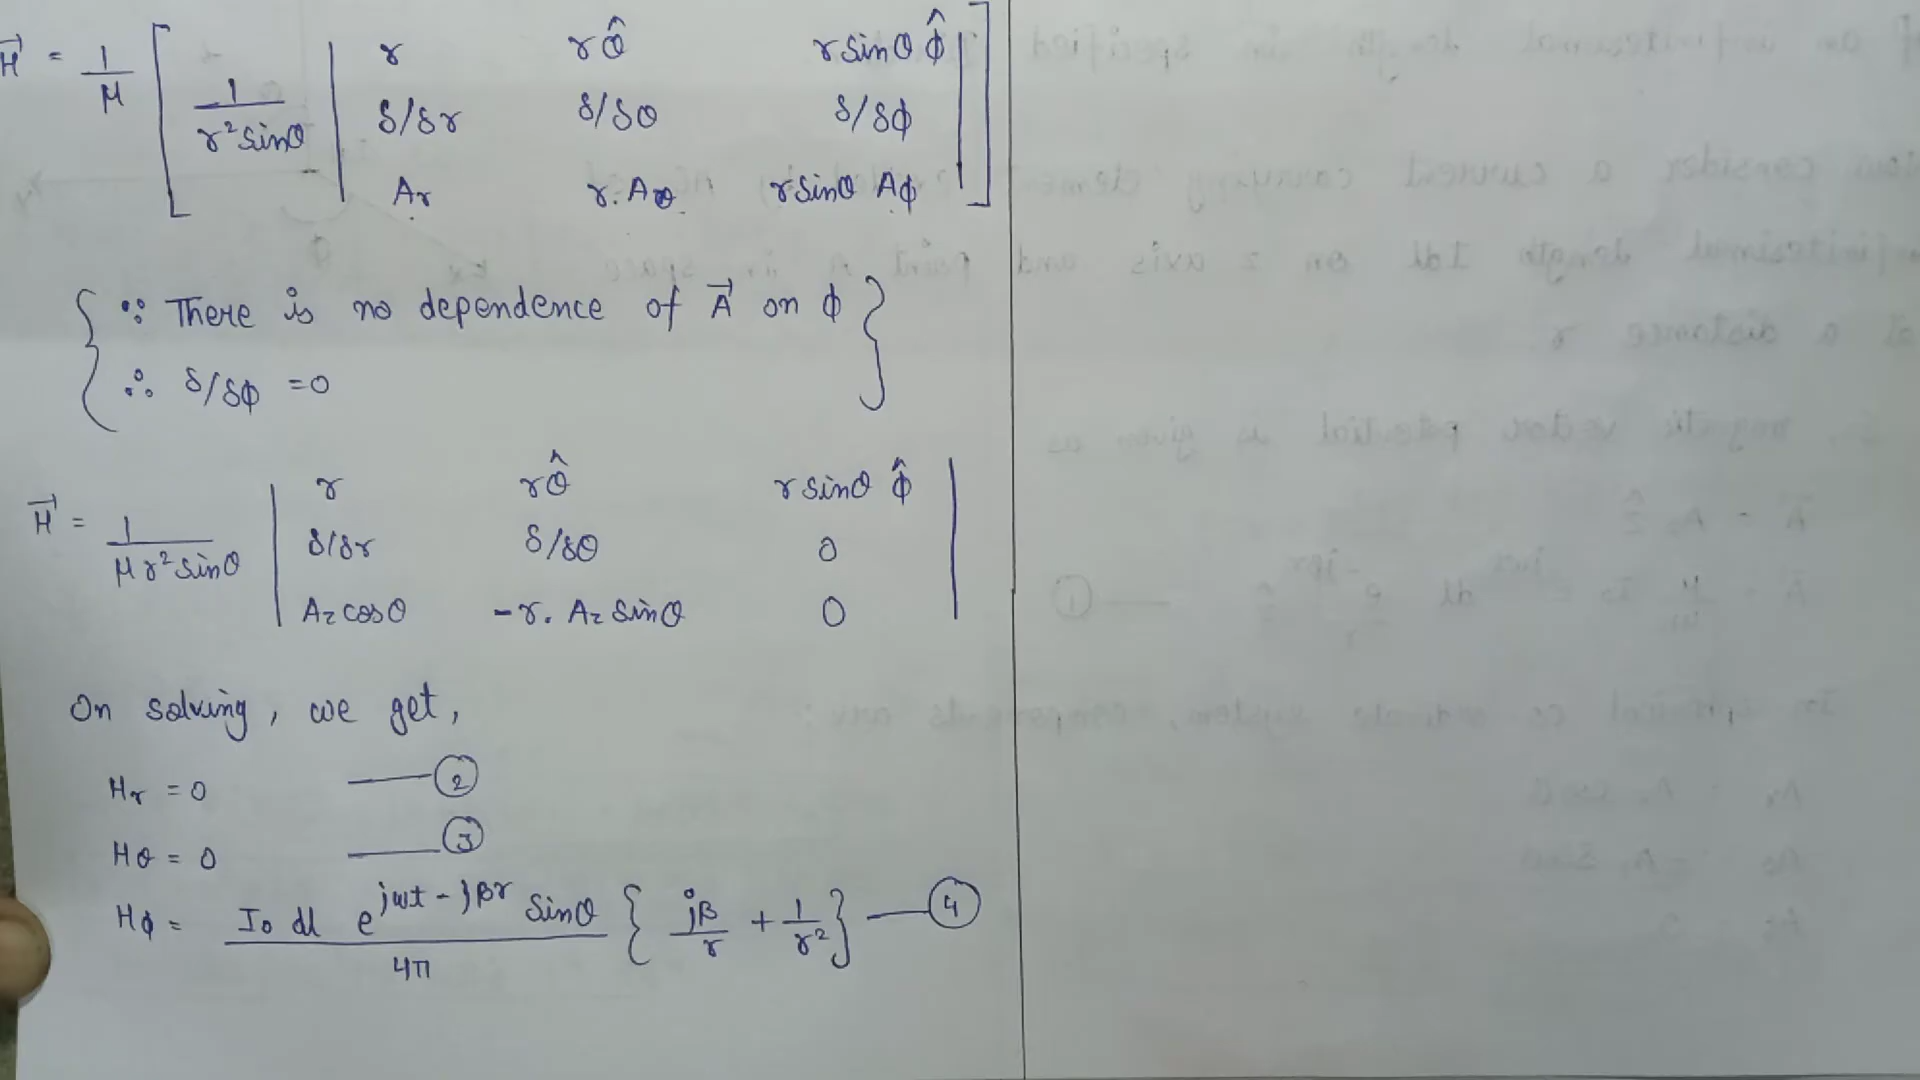 H⃗ = 1/μ [ 1/r² sinθ | r rθ̂ r sinθ φ̂ |
δ/δr δ/δθ δ/δφ
Ar r.Aθ r sinθ Aφ | ]
{ ∵ There is no dependence of A⃗ on φ
∴ δ/δφ = 0 }
H⃗ = 1/μr² sinθ | r rθ̂ r sinθ φ̂ |
δ/δr δ/δθ 0
Az cosθ -r. Az sinθ 0 |
On solving, we get,
Hr = 0 —②
Hθ = 0 —③
Hφ = I₀ dl e^(jωt - jβr) sinθ / 4π { jβ/r + 1/r² } —④